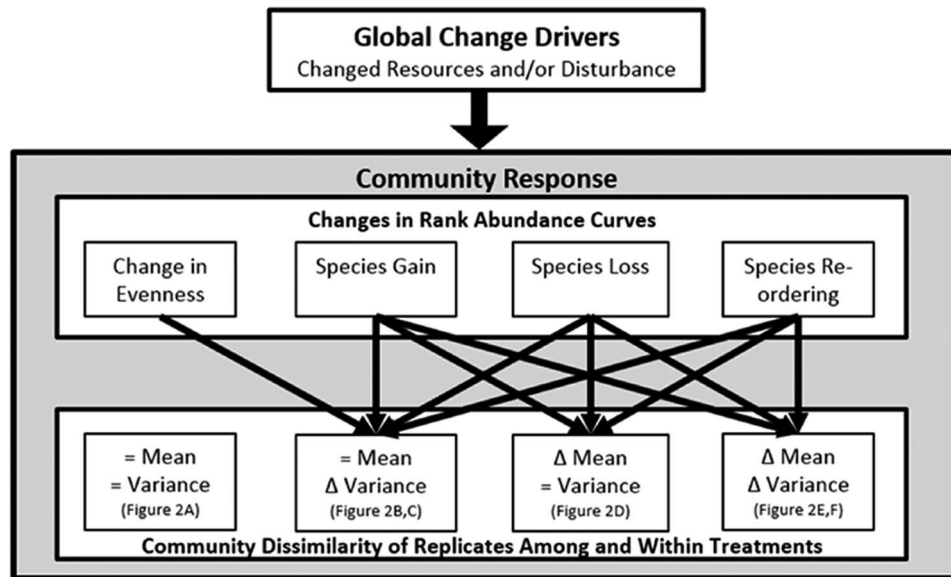 Global Change Drivers
Changed Resources and/or Disturbance
Community Response
Changes in Rank Abundance Curves
Change in
Evenness
Species Gain
Species Loss
Species Re-
ordering
= Mean
= Variance
(Figure 2A)
= Mean
Δ Variance
(Figure 2B,C)
Δ Mean
= Variance
(Figure 2D)
Δ Mean
Δ Variance
(Figure 2E,F)
Community Dissimilarity of Replicates Among and Within Treatments